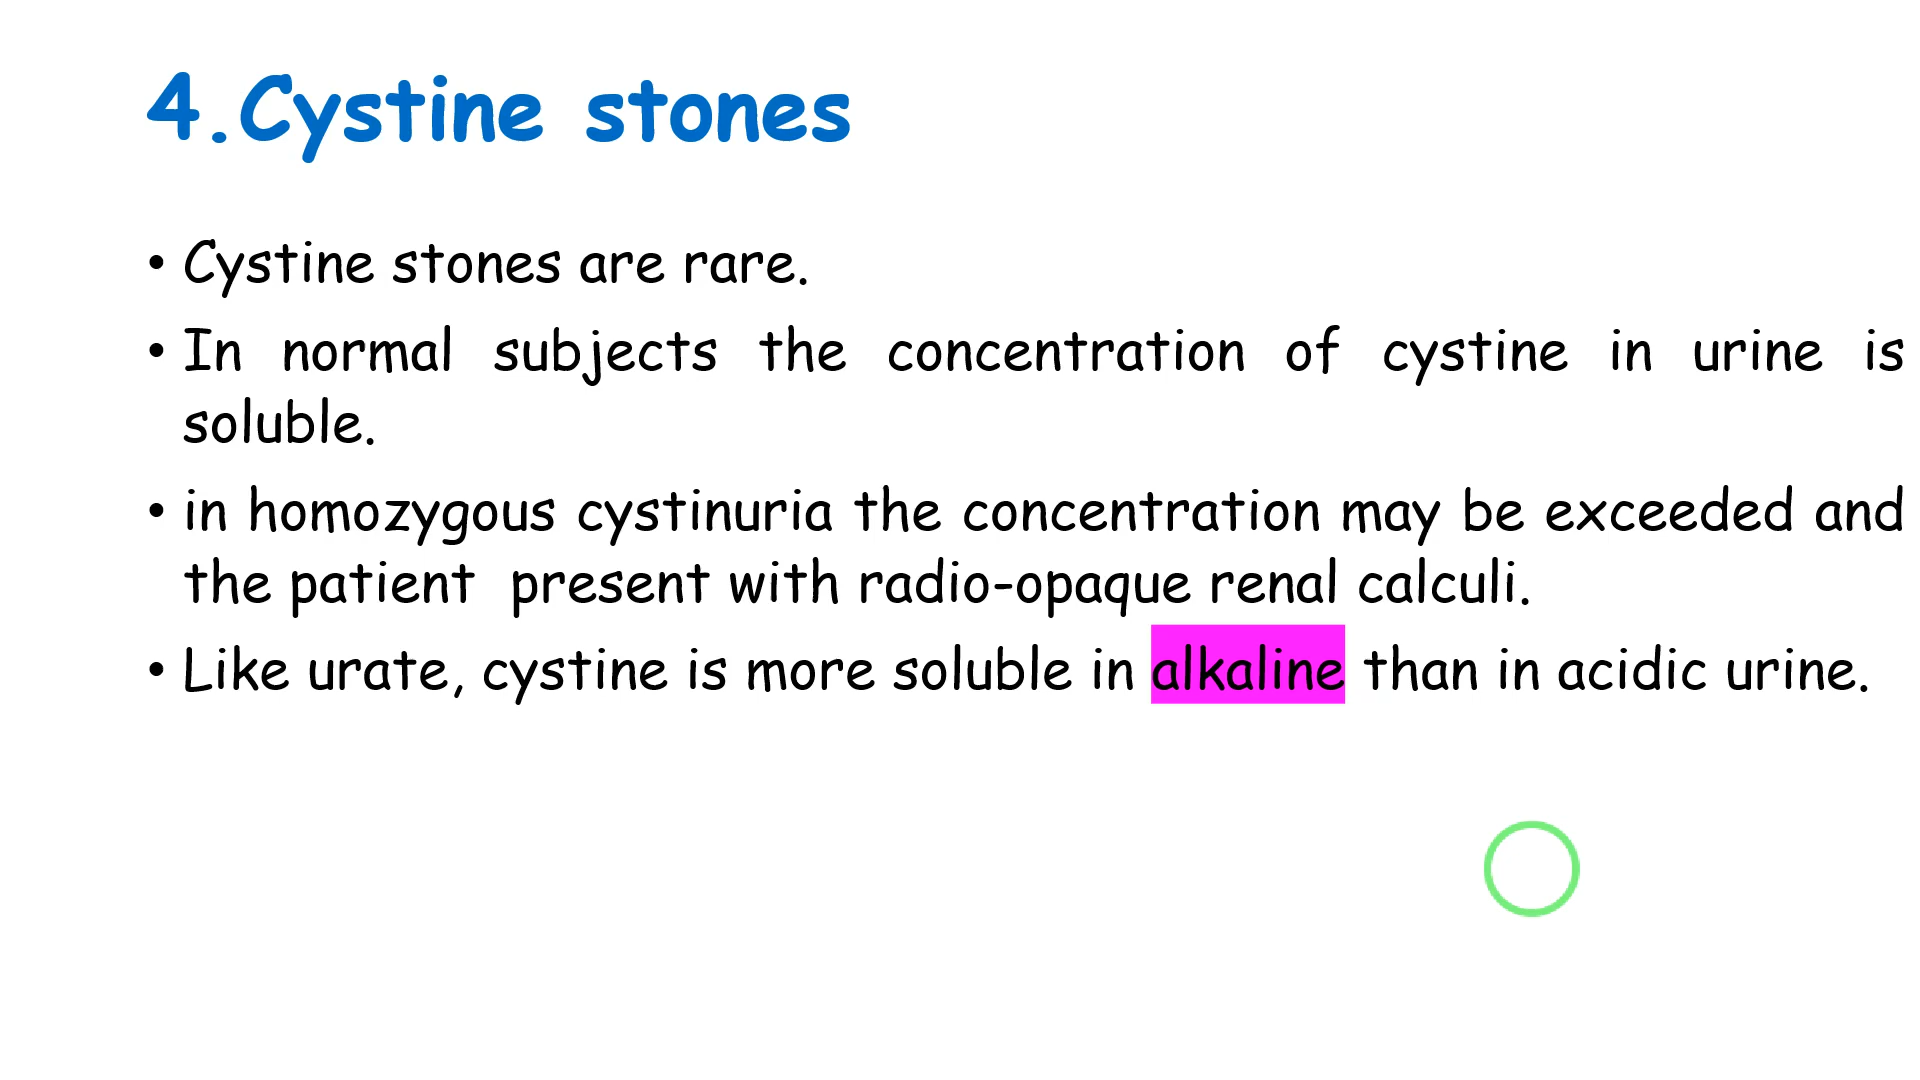 4.Cystine stones
• Cystine stones are rare.
• In normal subjects the concentration of cystine in urine is
soluble.
• in homozygous cystinuria the concentration may be exceeded and
the patient  present with radio-opaque renal calculi.
• Like urate, cystine is more soluble in alkaline than in acidic urine.